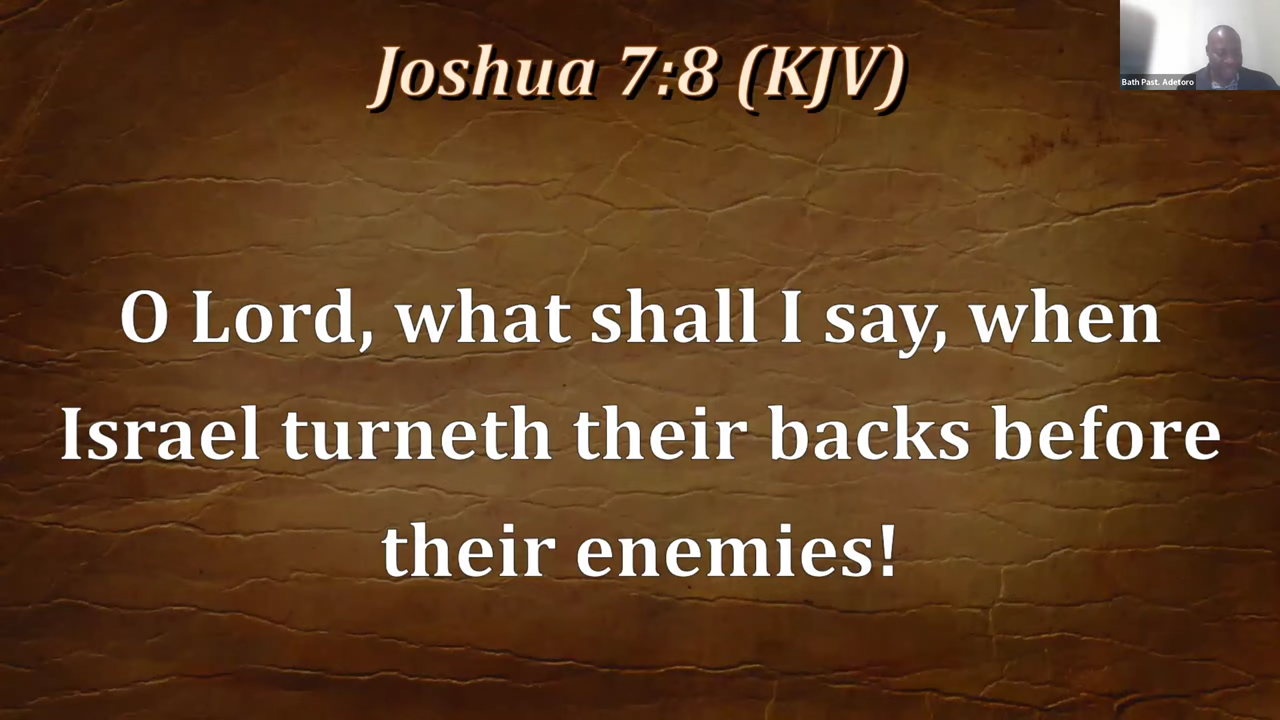 Joshua 7:8 (KJV)
Bath Past. Adetoro
O Lord, what shall I say, when
Israel turneth their backs before
their enemies!